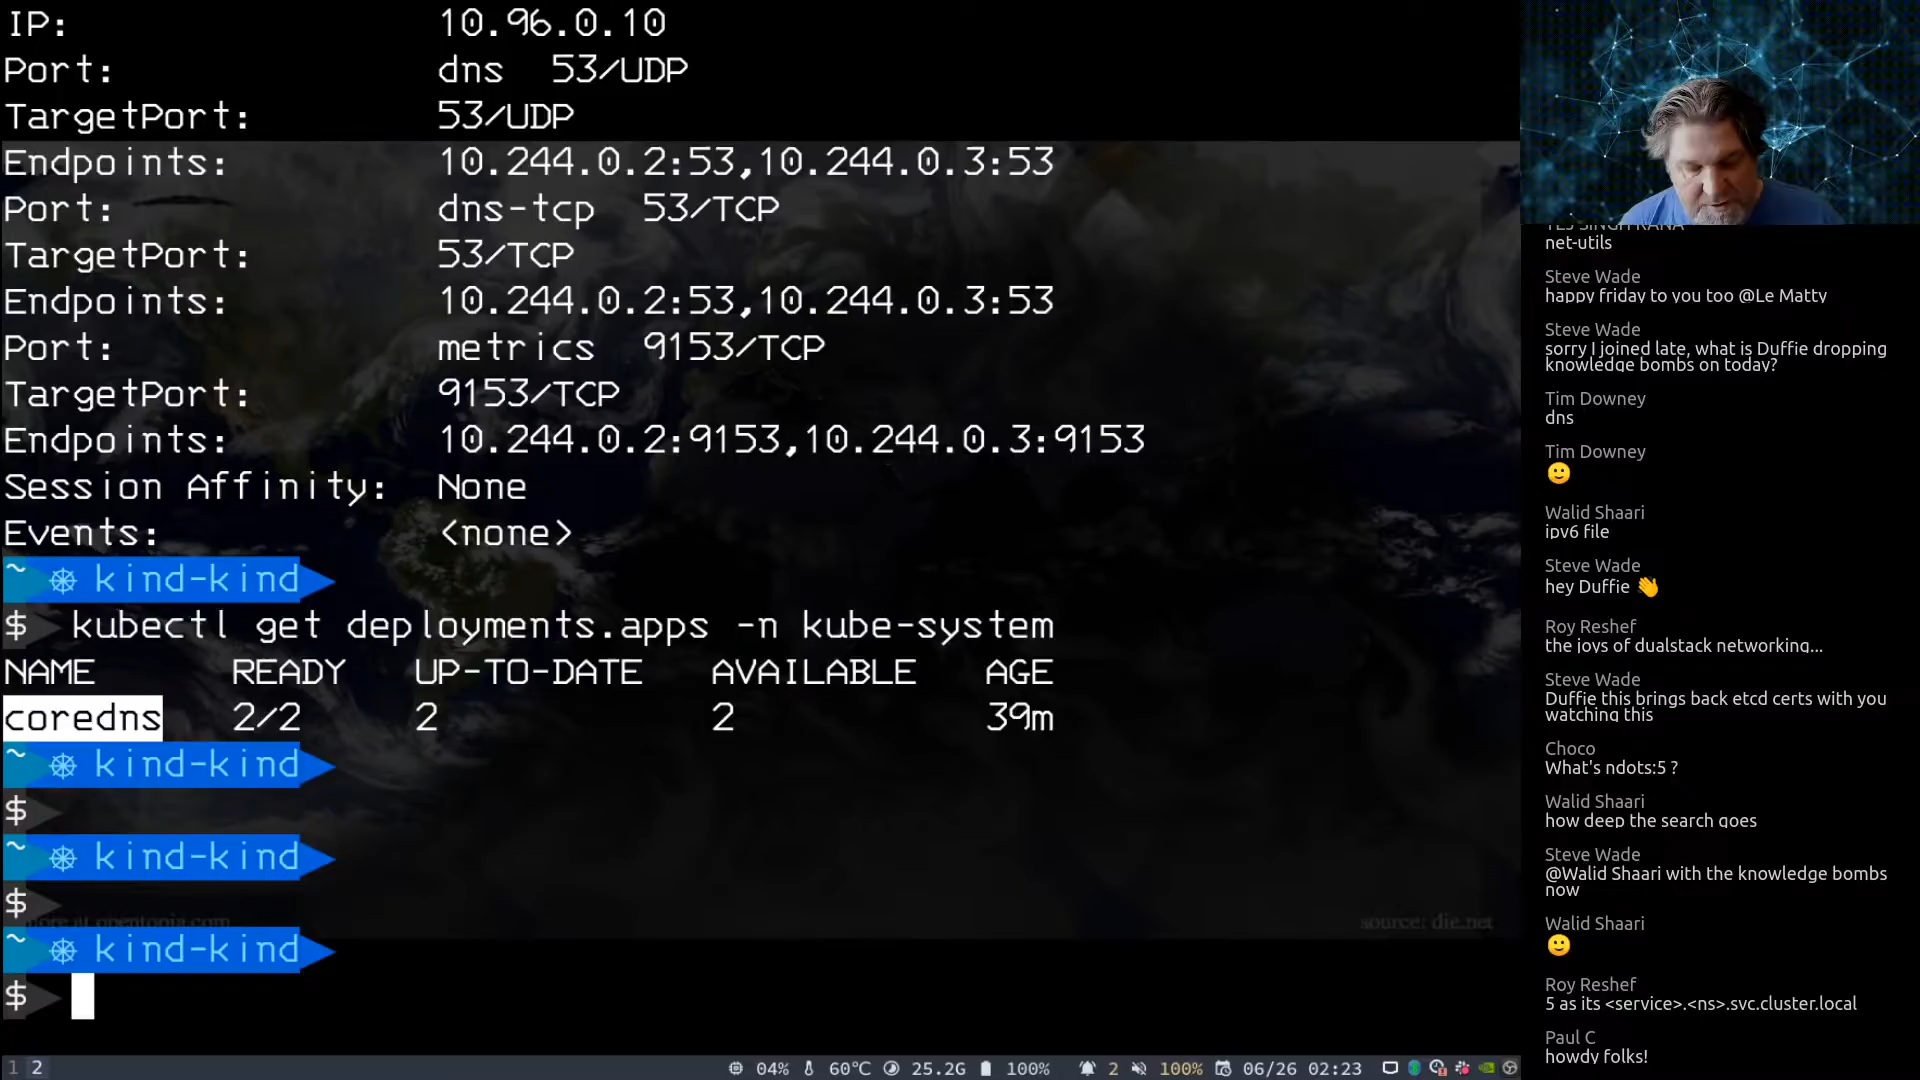 IP: 10.96.0.10
Port: dns 53/UDP
TargetPort: 53/UDP
Endpoints: 10.244.0.2:53,10.244.0.3:53
Port: dns-tcp 53/TCP
TargetPort: 53/TCP
Endpoints: 10.244.0.2:53,10.244.0.3:53
Port: metrics 9153/TCP
TargetPort: 9153/TCP
Endpoints: 10.244.0.2:9153,10.244.0.3:9153
Session Affinity: None
Events: <none>
~ ⎈ kind-kind
$ kubectl get deployments.apps -n kube-system
NAME READY UP-TO-DATE AVAILABLE AGE
coredns 2/2 2 2 39m
~ ⎈ kind-kind
$
~ ⎈ kind-kind
$
more at opentopia.com
source: die.net
~ ⎈ kind-kind
$
1 2
04% 60℃ 25.2G 100% 2 100% 06/26 02:23
YES SINGH RANA
net-utils
Steve Wade
happy friday to you too @Le Matty
Steve Wade
sorry I joined late, what is Duffie dropping
knowledge bombs on today?
Tim Downey
dns
Tim Downey
🙂
Walid Shaari
ipv6 file
Steve Wade
hey Duffie 👋
Roy Reshef
the joys of dualstack networking...
Steve Wade
Duffie this brings back etcd certs with you
watching this
Choco
What's ndots:5 ?
Walid Shaari
how deep the search goes
Steve Wade
@Walid Shaari with the knowledge bombs
now
Walid Shaari
🙂
Roy Reshef
5 as its <service>.<ns>.svc.cluster.local
Paul C
howdy folks!